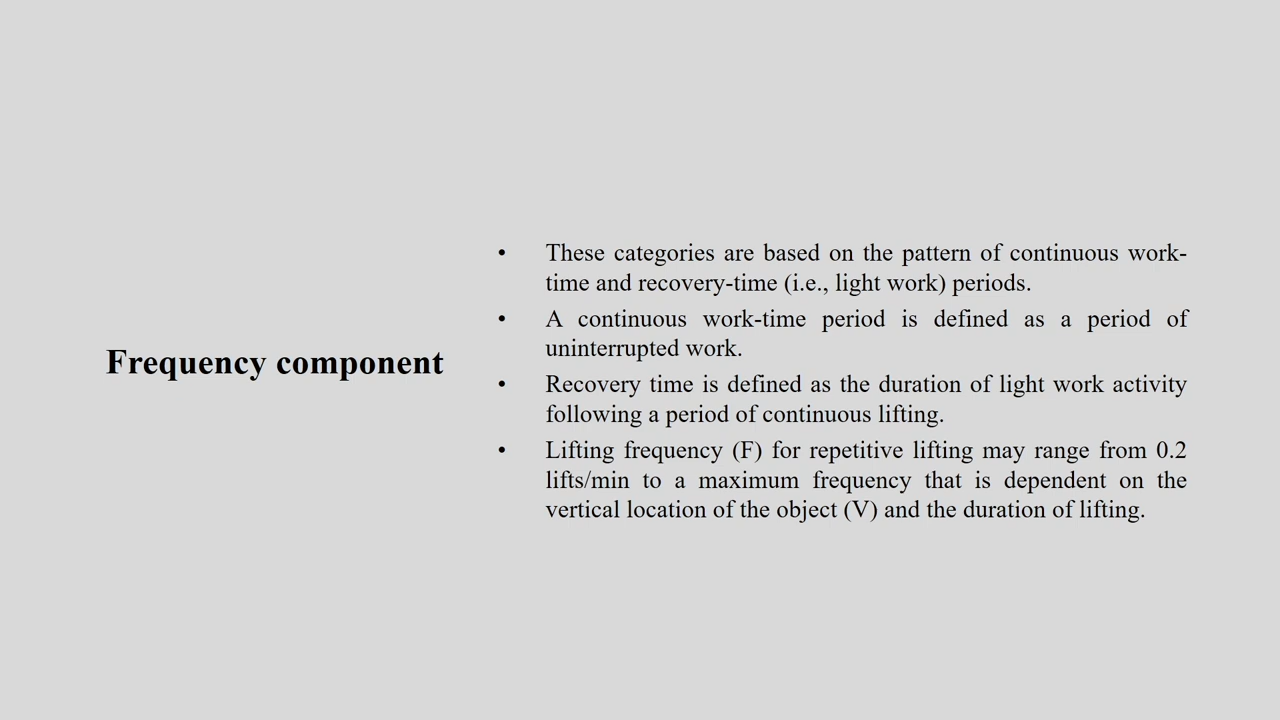 Frequency component
• These categories are based on the pattern of continuous work-
time and recovery-time (i.e., light work) periods.
• A continuous work-time period is defined as a period of
uninterrupted work.
• Recovery time is defined as the duration of light work activity
following a period of continuous lifting.
• Lifting frequency (F) for repetitive lifting may range from 0.2
lifts/min to a maximum frequency that is dependent on the
vertical location of the object (V) and the duration of lifting.